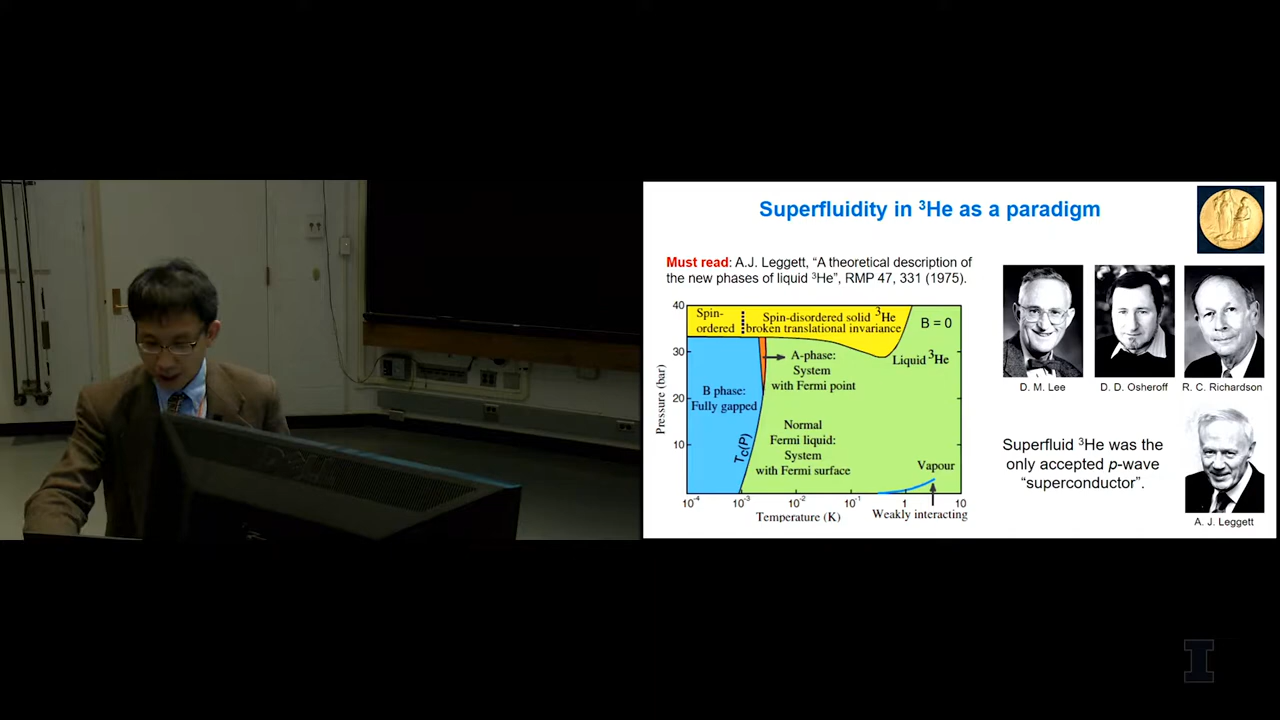 Superfluidity in ³He as a paradigm
Must read: A.J. Leggett, “A theoretical description of
the new phases of liquid ³He”, RMP 47, 331 (1975).
40
30
20
10
Pressure (bar)
Spin-
ordered
Spin-disordered solid ³He
broken translational invariance
B = 0
A-phase:
System
with Fermi point
Liquid ³He
B phase:
Fully gapped
Normal
Fermi liquid:
System
with Fermi surface
Tc(P)
Vapour
10⁻⁴
10⁻³
10⁻²
10⁻¹
1
10
Temperature (K)
Weakly interacting
D. M. Lee
D. D. Osheroff
R. C. Richardson
Superfluid ³He was the
only accepted p-wave
“superconductor”.
A. J. Leggett
I